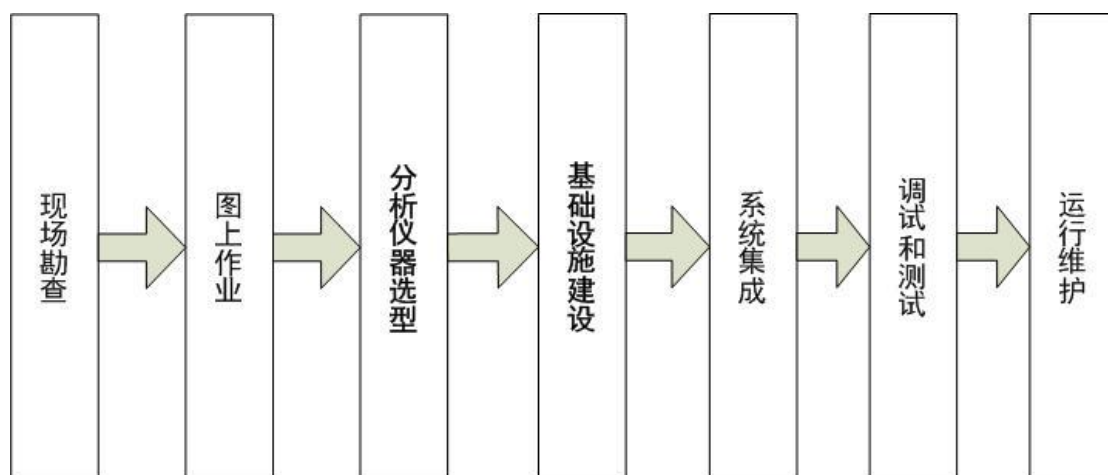 现场勘查
图上作业
分析仪器选型
基础设施建设
系统集成
调试和测试
运行维护